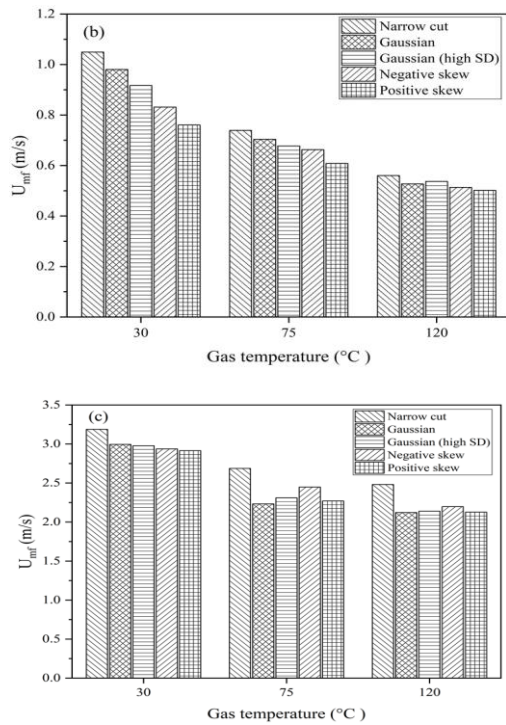 (b)
Narrow cut
Gaussian
Gaussian (high SD)
Negative skew
Positive skew
1.2
1.0
0.8
0.6
0.4
0.2
0.0
U_mf (m/s)
30 75 120
Gas temperature (°C )
(c)
Narrow cut
Gaussian
Gaussian (high SD)
Negative skew
Positive skew
3.5
3.0
2.5
2.0
1.5
1.0
0.5
0.0
U_mf (m/s)
30 75 120
Gas temperature (°C)